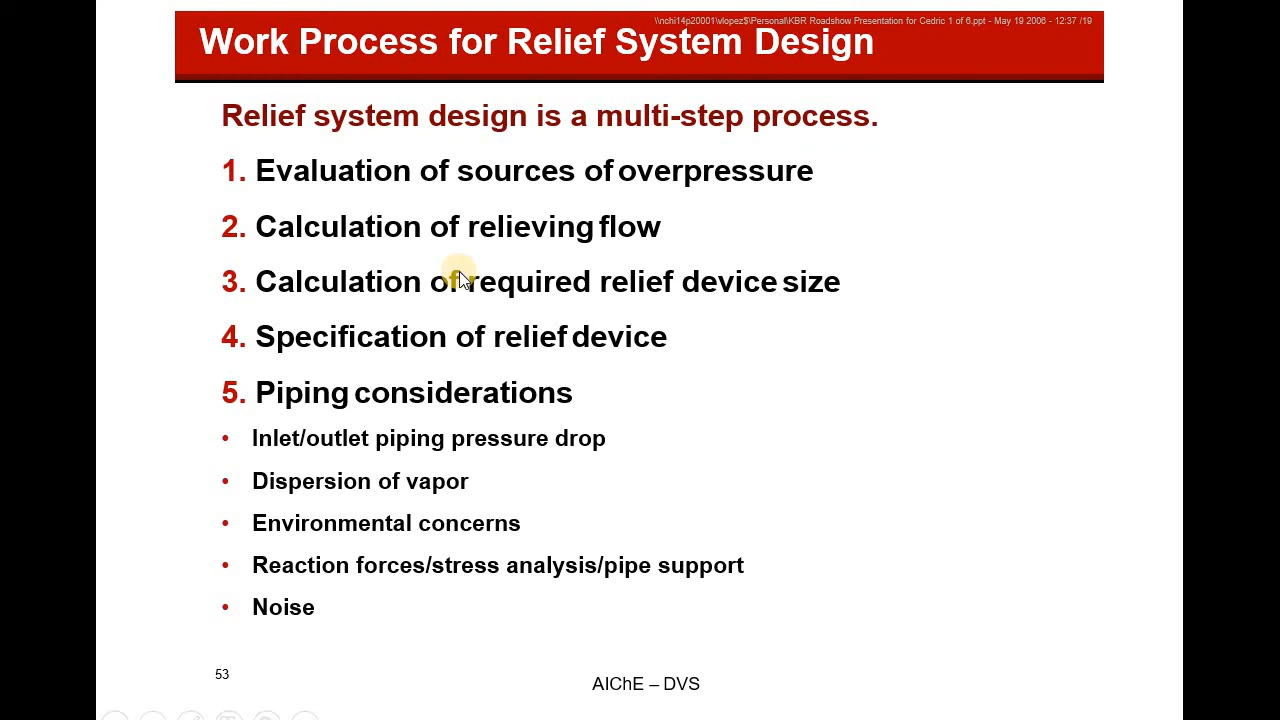 \\nchi14p20001\vlopez$\Personal\KBR Roadshow Presentation for Cedric 1 of 6.ppt - May 19 2006 - 12:37 /19
Work Process for Relief System Design
Relief system design is a multi-step process.
1. Evaluation of sources of overpressure
2. Calculation of relieving flow
3. Calculation of required relief device size
4. Specification of relief device
5. Piping considerations
• Inlet/outlet piping pressure drop
• Dispersion of vapor
• Environmental concerns
• Reaction forces/stress analysis/pipe support
• Noise
53
AIChE – DVS